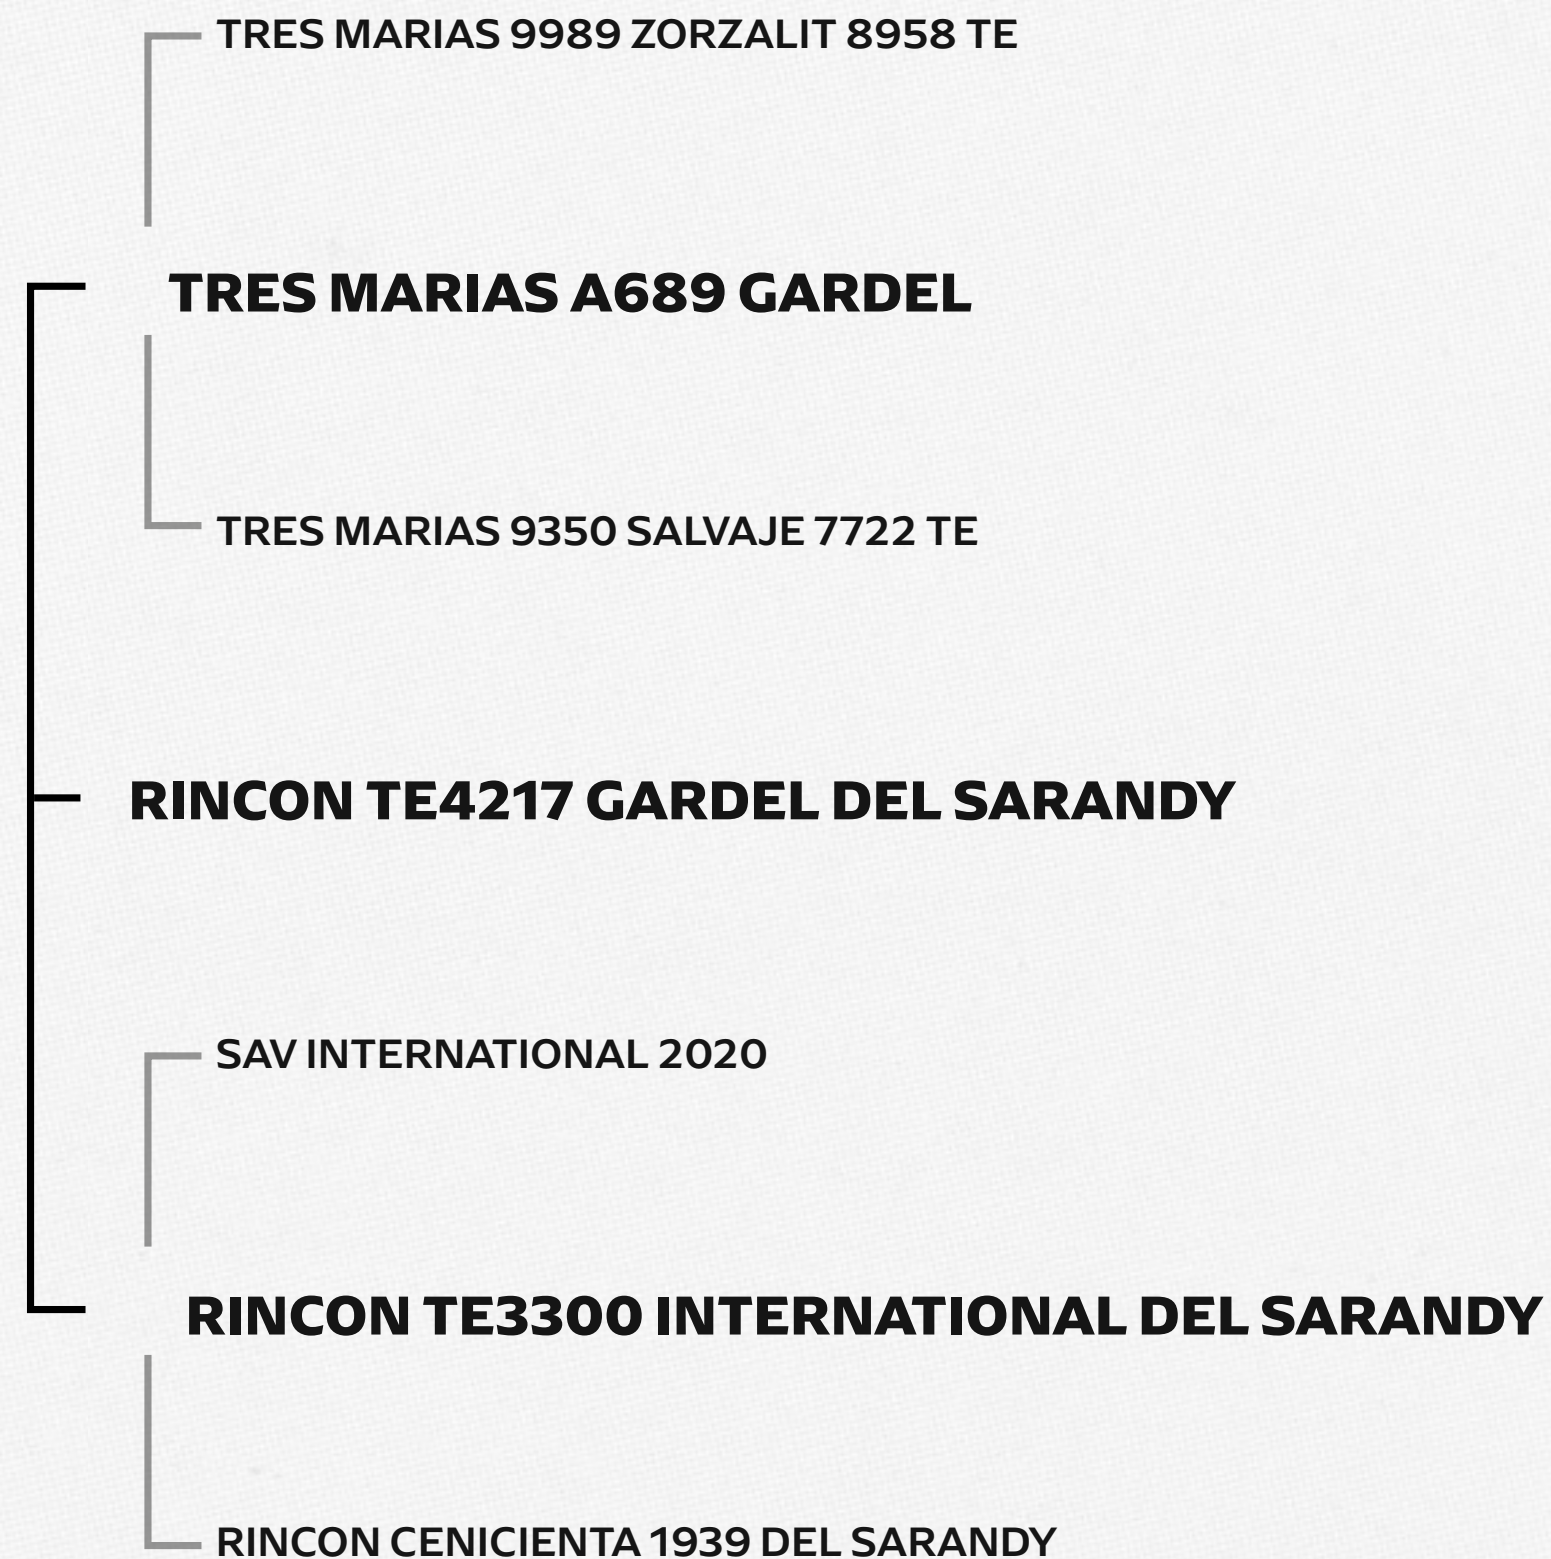 TRES MARIAS 9989 ZORZALIT 8958 TE
TRES MARIAS A689 GARDEL
TRES MARIAS 9350 SALVAJE 7722 TE
RINCON TE4217 GARDEL DEL SARANDY
SAV INTERNATIONAL 2020
RINCON TE3300 INTERNATIONAL DEL SARANDY
RINCON CENICIENTA 1939 DEL SARANDY